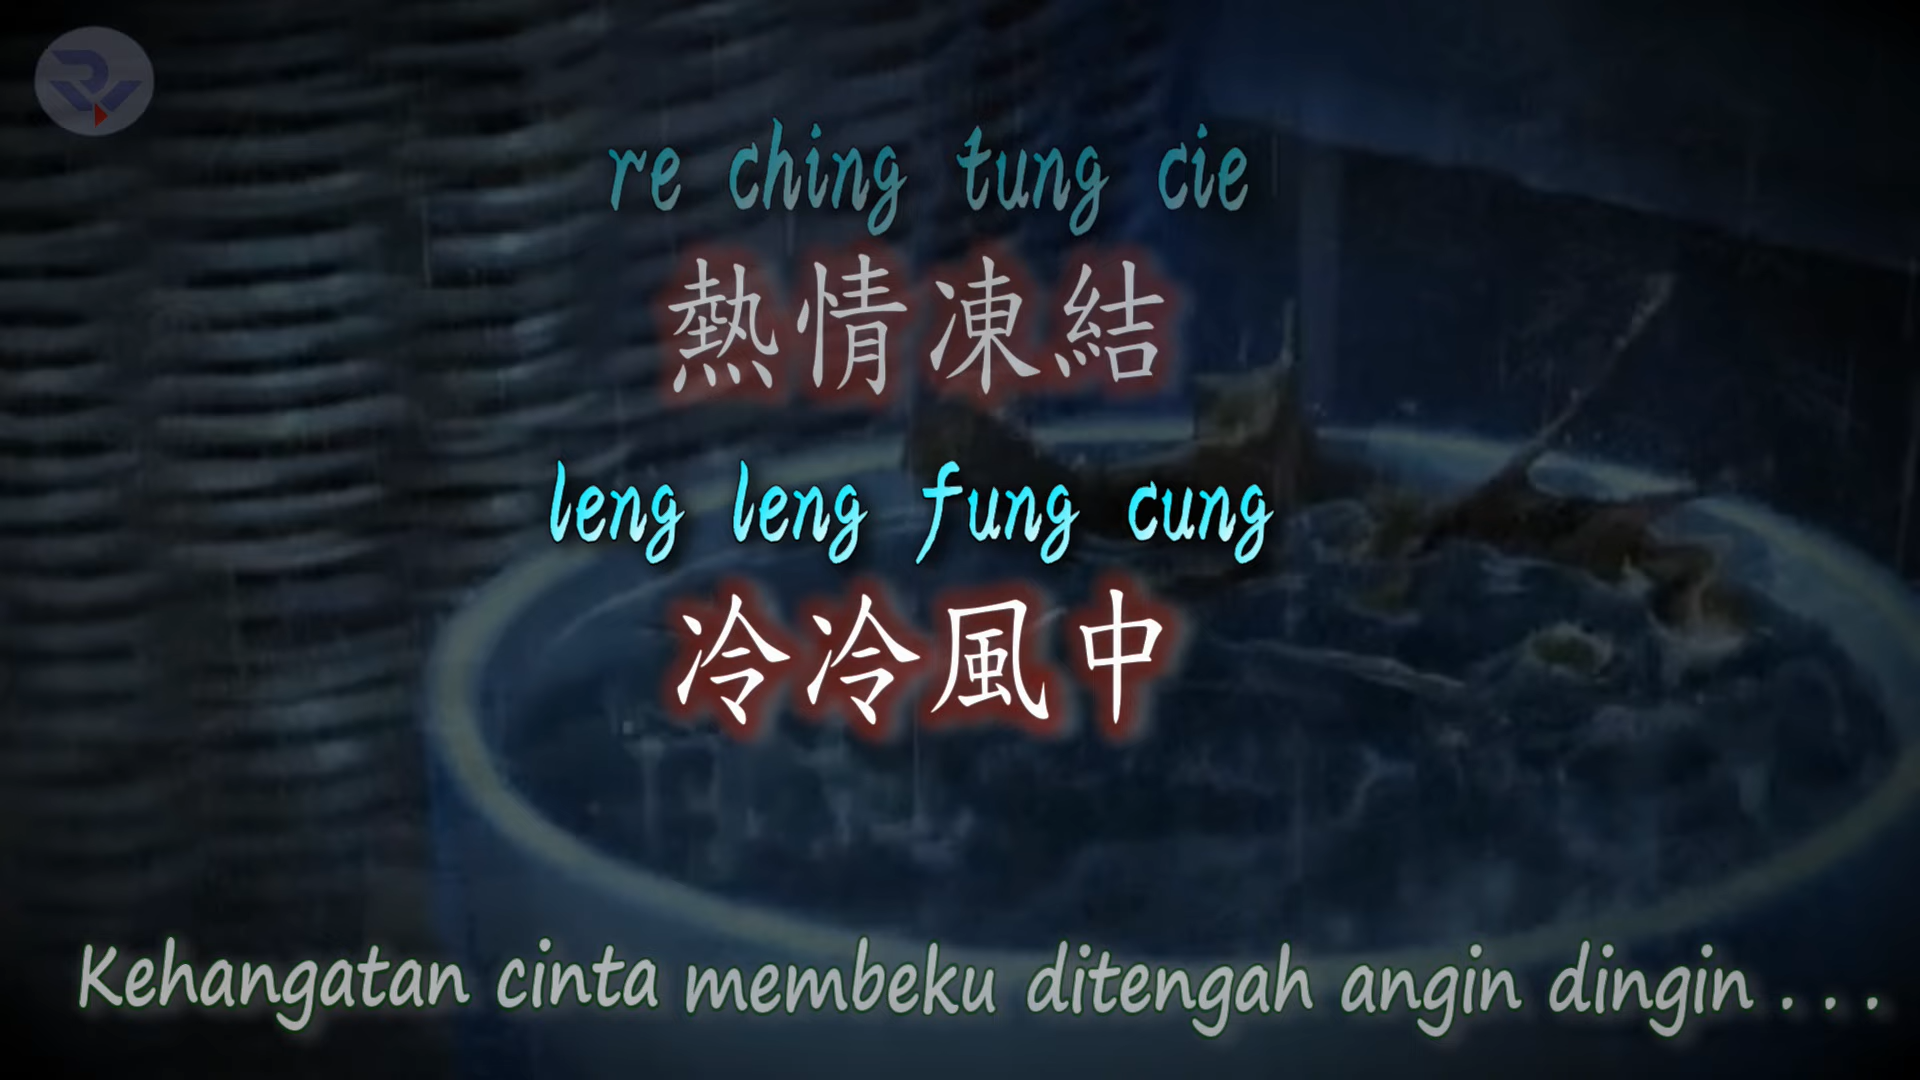 re ching tung cie
熱情凍結
leng leng fung cung
冷冷風中
Kehangatan cinta membeku ditengah angin dingin . . .